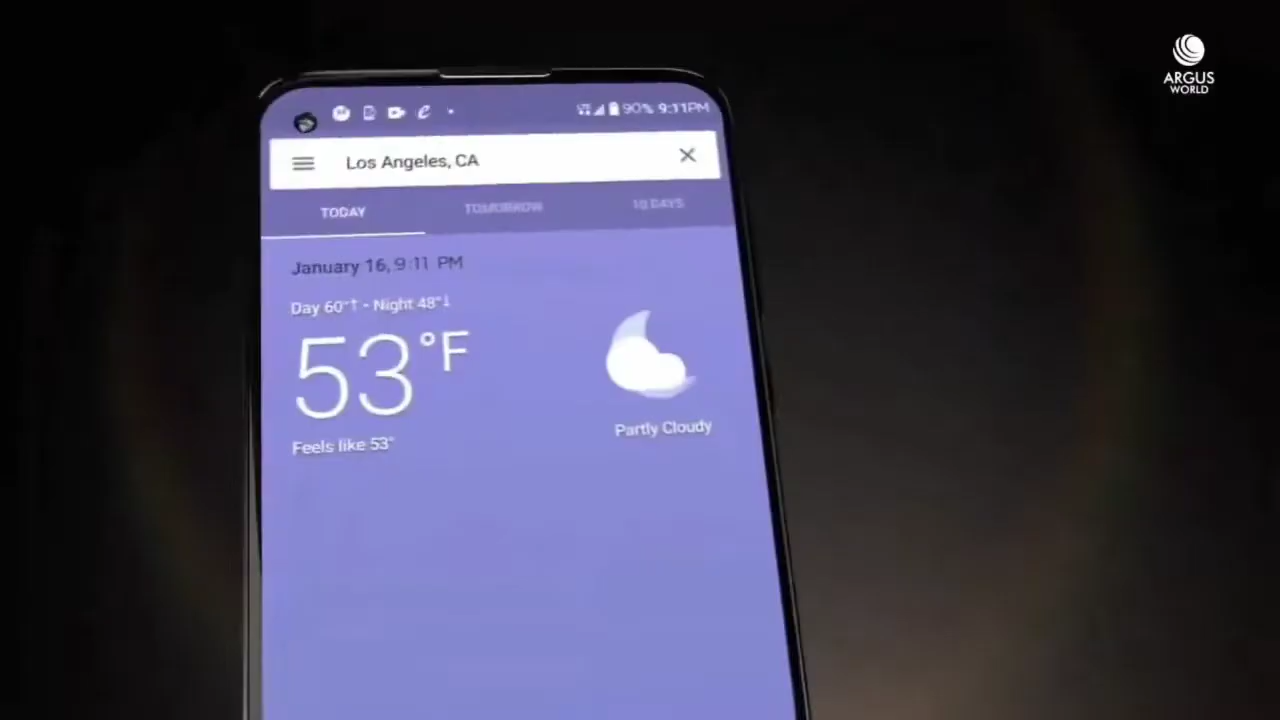 ARGUS
WORLD
90% 9:11PM
Los Angeles, CA
TODAY TOMORROW 10 DAYS
January 16, 9:11 PM
Day 60°↑ - Night 48°↓
53°F
Feels like 53°
Partly Cloudy